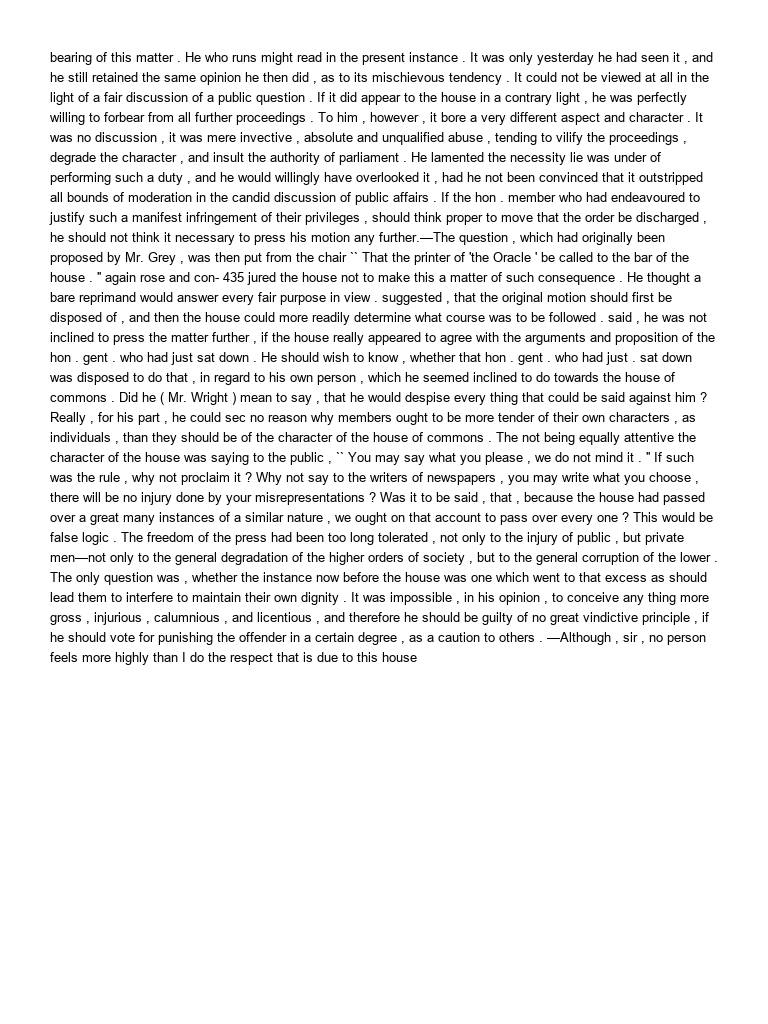 bearing of this matter . He who runs might read in the present instance . It was only yesterday he had seen it , and
he still retained the same opinion he then did , as to its mischievous tendency . It could not be viewed at all in the
light of a fair discussion of a public question . If it did appear to the house in a contrary light , he was perfectly
willing to forbear from all further proceedings . To him , however , it bore a very different aspect and character . It
was no discussion , it was mere invective , absolute and unqualified abuse , tending to vilify the proceedings ,
degrade the character , and insult the authority of parliament . He lamented the necessity lie was under of
performing such a duty , and he would willingly have overlooked it , had he not been convinced that it outstripped
all bounds of moderation in the candid discussion of public affairs . If the hon . member who had endeavoured to
justify such a manifest infringement of their privileges , should think proper to move that the order be discharged ,
he should not think it necessary to press his motion any further.—The question , which had originally been
proposed by Mr. Grey , was then put from the chair `` That the printer of 'the Oracle ' be called to the bar of the
house . " again rose and con- 435 jured the house not to make this a matter of such consequence . He thought a
bare reprimand would answer every fair purpose in view . suggested , that the original motion should first be
disposed of , and then the house could more readily determine what course was to be followed . said , he was not
inclined to press the matter further , if the house really appeared to agree with the arguments and proposition of the
hon . gent . who had just sat down . He should wish to know , whether that hon . gent . who had just . sat down
was disposed to do that , in regard to his own person , which he seemed inclined to do towards the house of
commons . Did he ( Mr. Wright ) mean to say , that he would despise every thing that could be said against him ?
Really , for his part , he could sec no reason why members ought to be more tender of their own characters , as
individuals , than they should be of the character of the house of commons . The not being equally attentive the
character of the house was saying to the public , `` You may say what you please , we do not mind it . " If such
was the rule , why not proclaim it ? Why not say to the writers of newspapers , you may write what you choose ,
there will be no injury done by your misrepresentations ? Was it to be said , that , because the house had passed
over a great many instances of a similar nature , we ought on that account to pass over every one ? This would be
false logic . The freedom of the press had been too long tolerated , not only to the injury of public , but private
men—not only to the general degradation of the higher orders of society , but to the general corruption of the lower .
The only question was , whether the instance now before the house was one which went to that excess as should
lead them to interfere to maintain their own dignity . It was impossible , in his opinion , to conceive any thing more
gross , injurious , calumnious , and licentious , and therefore he should be guilty of no great vindictive principle , if
he should vote for punishing the offender in a certain degree , as a caution to others . —Although , sir , no person
feels more highly than I do the respect that is due to this house